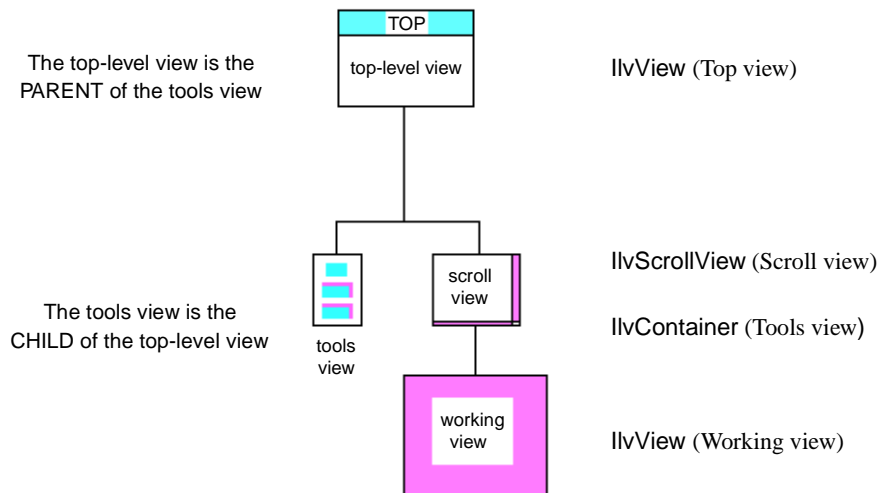 TOP
top-level view
The top-level view is the
PARENT of the tools view
IlvView (Top view)
IlvScrollView (Scroll view)
scroll
view
The tools view is the
CHILD of the top-level view
IlvContainer (Tools view)
tools
view
working
view
IlvView (Working view)